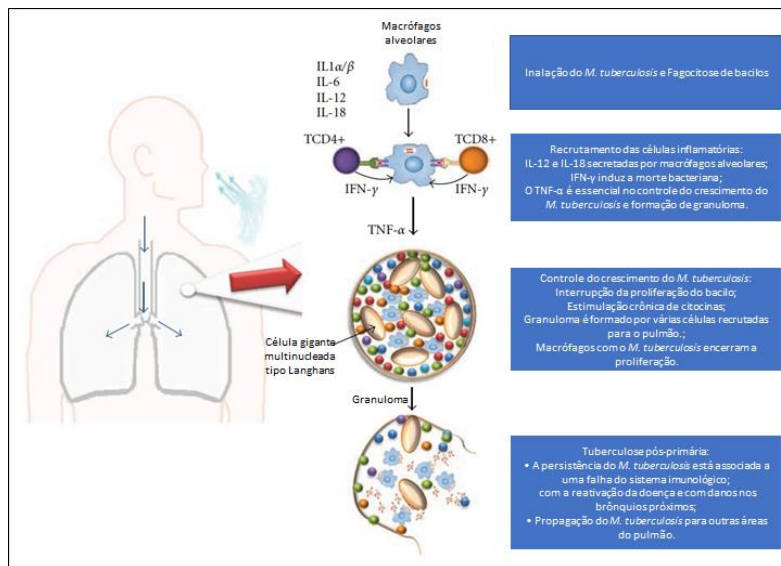 Macrófagos
alveolares
IL1α/β
IL-6
IL-12
IL-18
TCD4+
TCD8+
IFN-γ
IFN-γ
TNF-α
Célula gigante
multinucleada
tipo Langhans
Granuloma
Inalação do M. tuberculosis e Fagocitose de bacilos
Recrutamento das células inflamatórias:
IL-12 e IL-18 secretadas por macrófagos alveolares;
IFN-γ induz a morte bacteriana;
O TNF-α é essencial no controle do crescimento do
M. tuberculosis e formação de granuloma.
Controle do crescimento do M. tuberculosis:
Interrupção da proliferação do bacilo;
Estimulação crônica de citocinas;
Granuloma é formado por várias células recrutadas
para o pulmão.;
Macrófagos com o M. tuberculosis encerram a
proliferação.
Tuberculose pós-primária:
• A persistência do M. tuberculosis está associada a
uma falha do sistema imunológico;
com a reativação da doença e com danos nos
brônquios próximos;
• Propagação do M. tuberculosis para outras áreas
do pulmão.